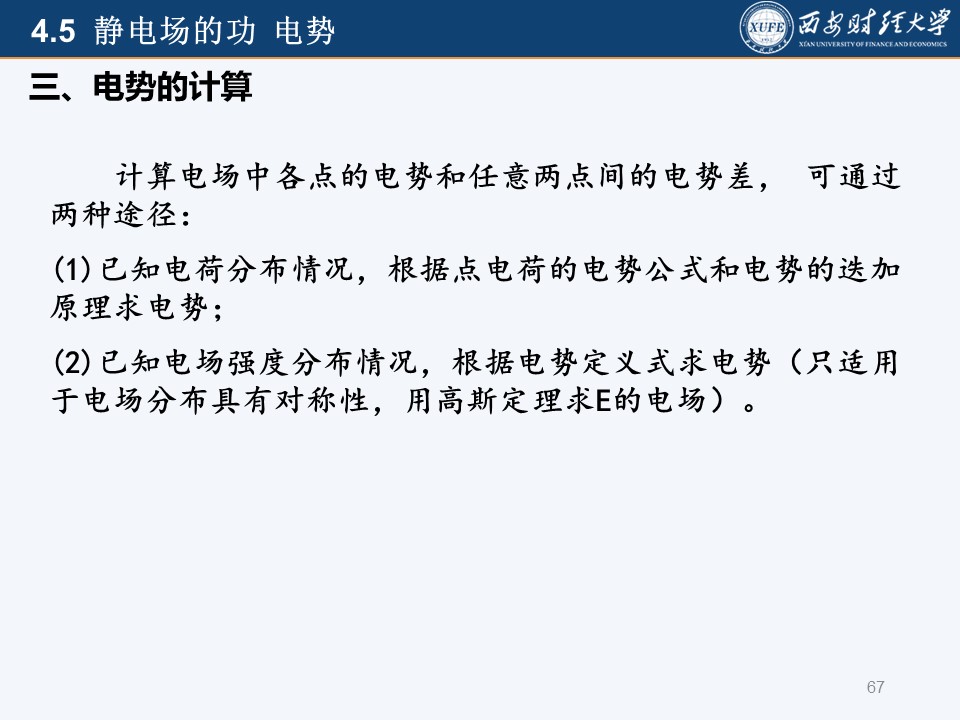 4.5 静电场的功 电势
XUFE
西安财经大学
XI'AN UNIVERSITY OF FINANCE AND ECONOMICS
三、电势的计算
计算电场中各点的电势和任意两点间的电势差， 可通过
两种途径：
(1)已知电荷分布情况，根据点电荷的电势公式和电势的迭加
原理求电势；
(2)已知电场强度分布情况，根据电势定义式求电势（只适用
于电场分布具有对称性，用高斯定理求E的电场）。
67